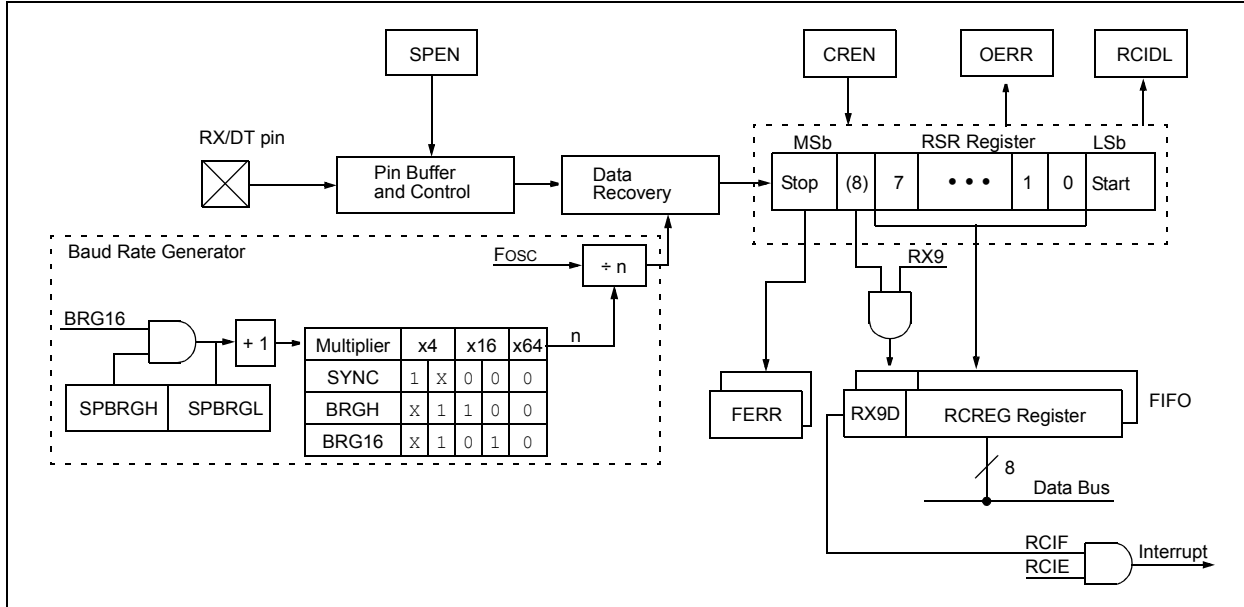 SPEN
CREN
OERR
RCIDL
RX/DT pin
Pin Buffer
and Control
Data
Recovery
MSb
RSR Register
LSb
Stop
(8)
7
• • •
1
0
Start
Baud Rate Generator
FOSC
÷ n
RX9
BRG16
+ 1
n
Multiplier x4 x16 x64
SYNC 1 X 0 0 0
BRGH X 1 1 0 0
BRG16 X 1 0 1 0
SPBRGH
SPBRGL
FERR
RX9D
RCREG Register
FIFO
8
Data Bus
RCIF
RCIE
Interrupt